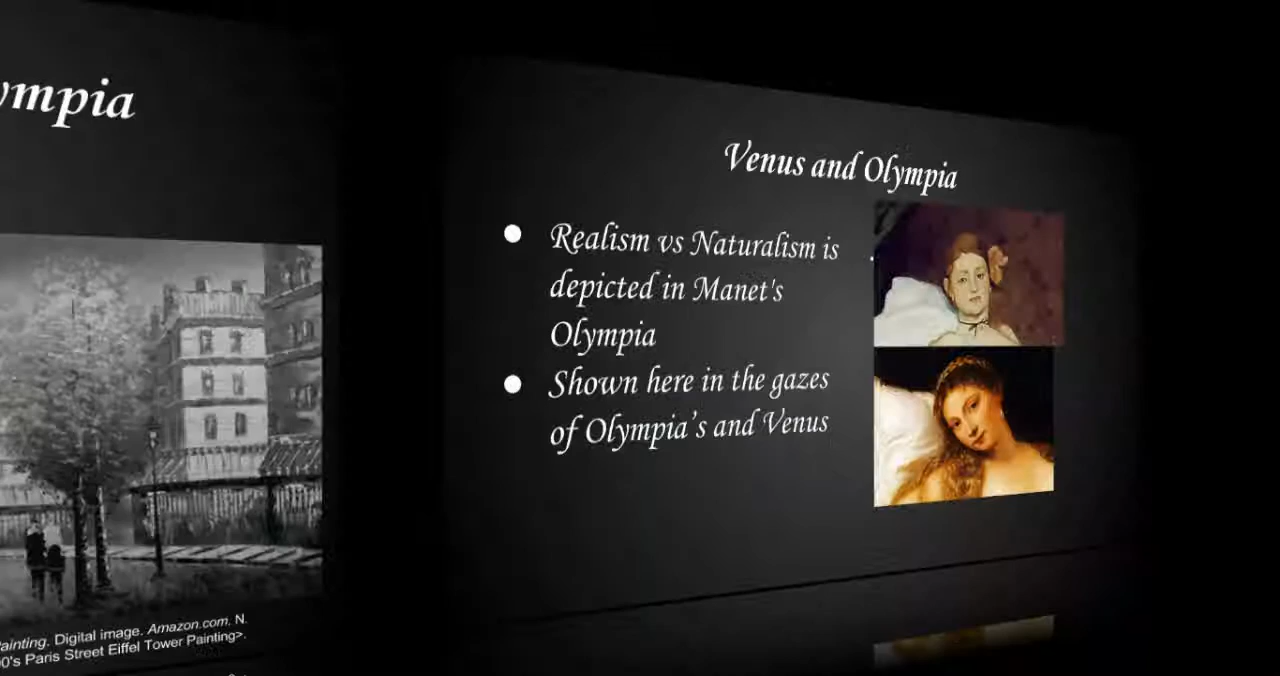 ympia
ainting. Digital image. Amazon.com. N.
0's Paris Street Eiffel Tower Painting>.
Venus and Olympia
● Realism vs Naturalism is
depicted in Manet's
Olympia
● Shown here in the gazes
of Olympia's and Venus